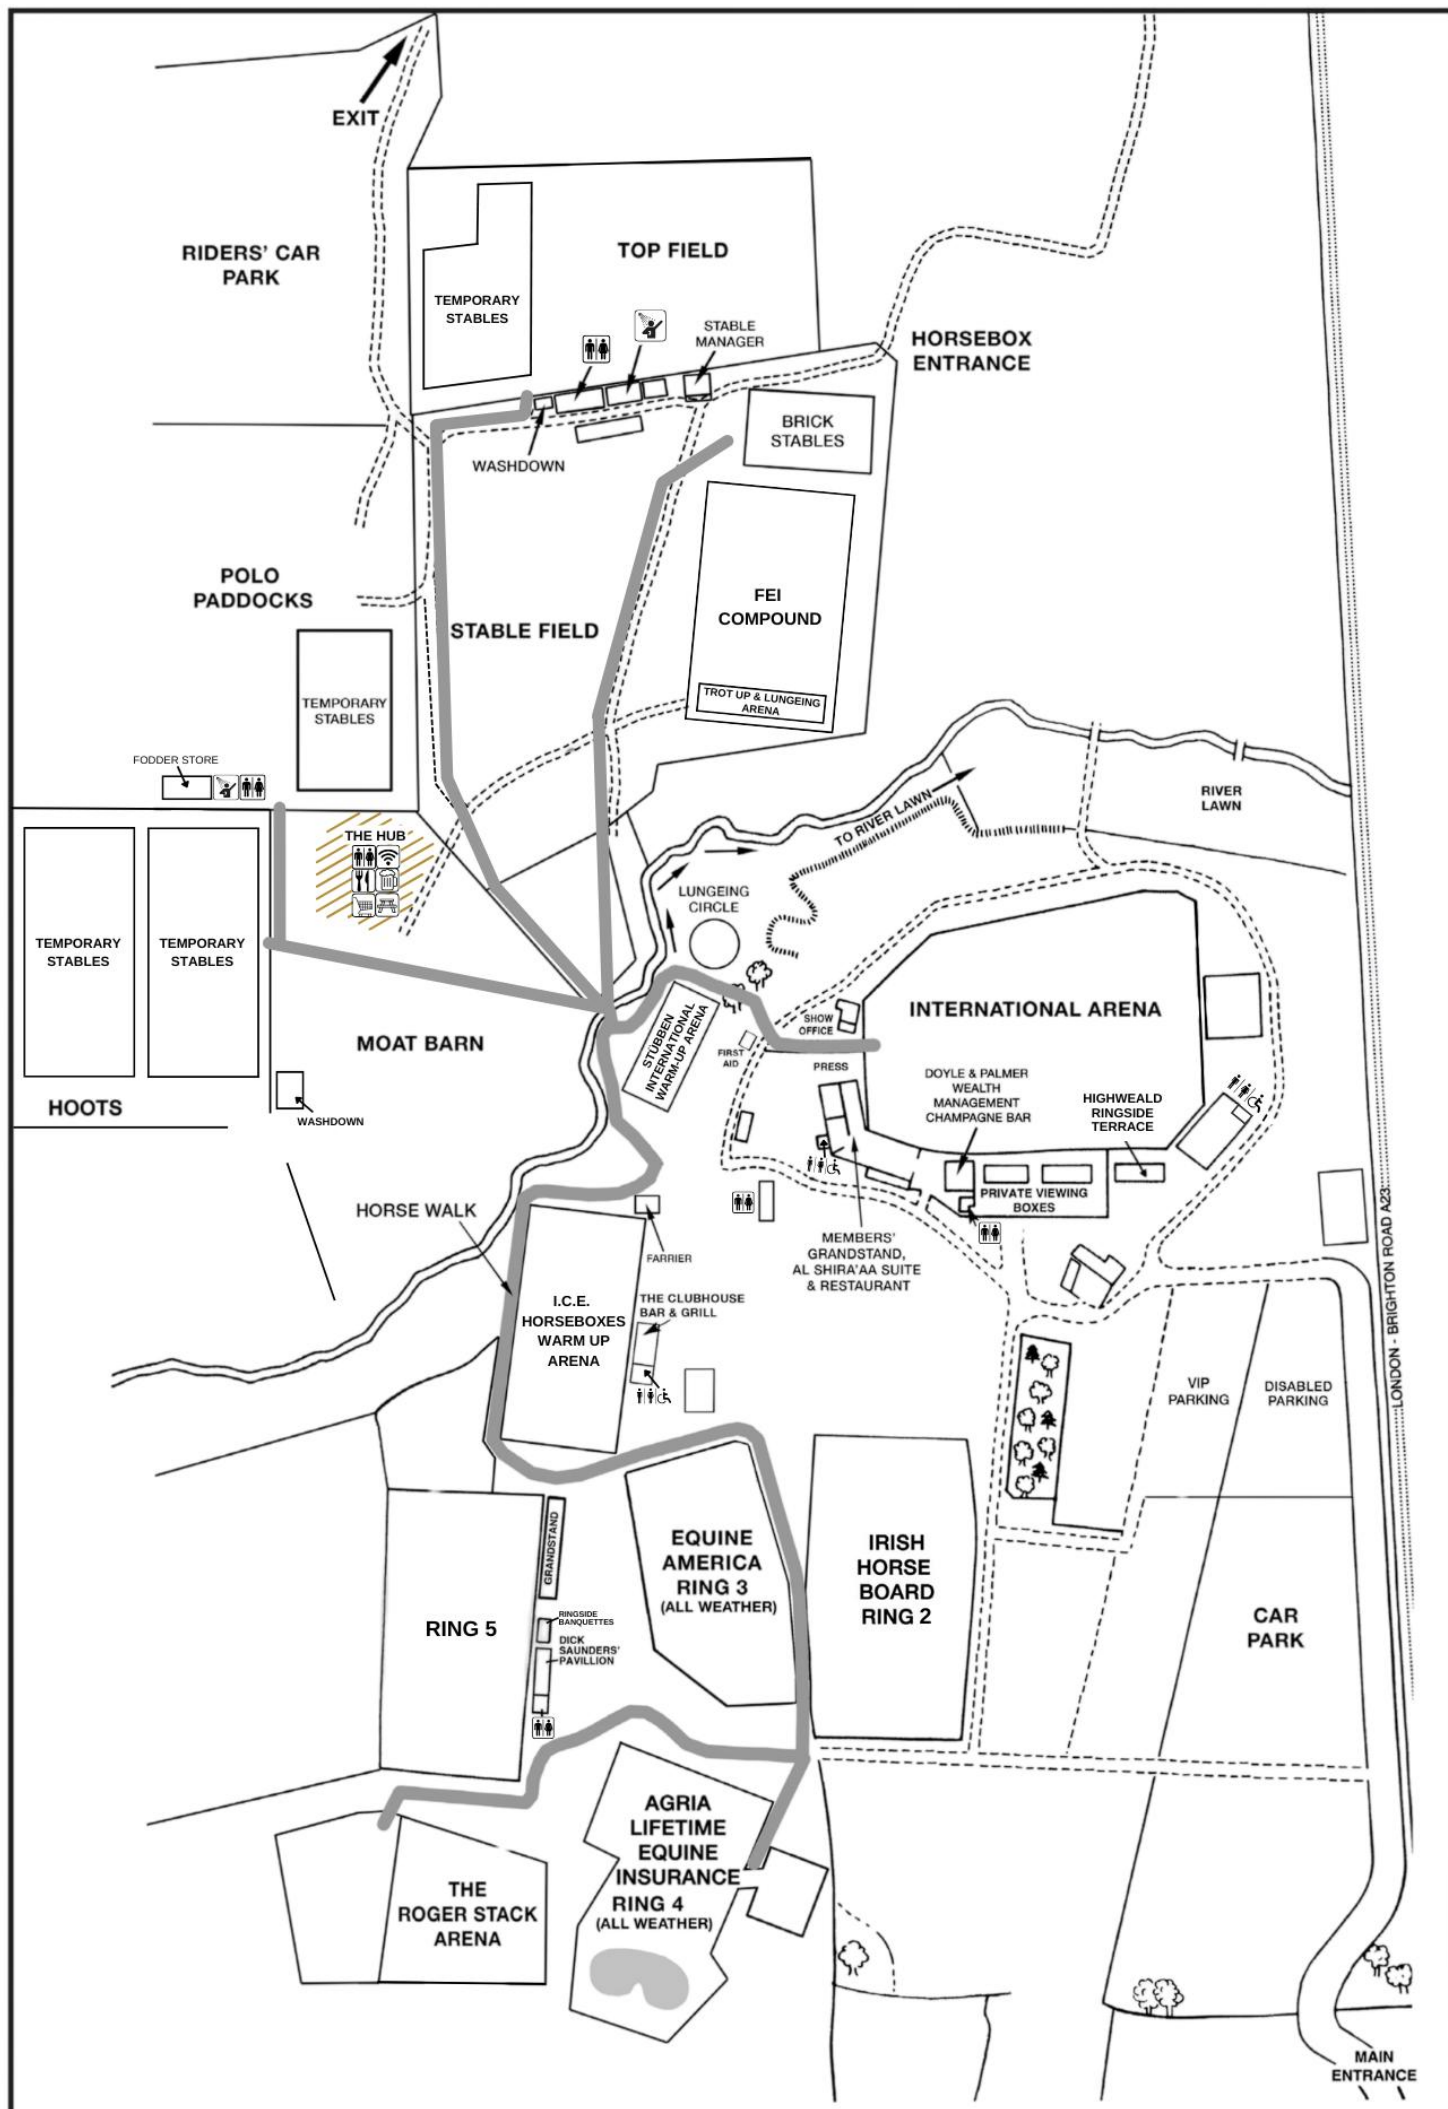 EXIT
RIDERS' CAR
PARK
TOP FIELD
TEMPORARY
STABLES
STABLE
MANAGER
HORSEBOX
ENTRANCE
BRICK
STABLES
WASHDOWN
POLO
PADDOCKS
STABLE FIELD
FEI
COMPOUND
TROT UP & LUNGEING
ARENA
TEMPORARY
STABLES
FODDER STORE
THE HUB
RIVER
LAWN
TO RIVER LAWN
LUNGEING
CIRCLE
TEMPORARY
STABLES
TEMPORARY
STABLES
MOAT BARN
STÜBBEN
INTERNATIONAL
WARM-UP ARENA
SHOW
OFFICE
INTERNATIONAL ARENA
FIRST
AID
PRESS
HOOTS
WASHDOWN
DOYLE & PALMER
WEALTH
MANAGEMENT
CHAMPAGNE BAR
HIGHWEALD
RINGSIDE
TERRACE
PRIVATE VIEWING
BOXES
HORSE WALK
FARRIER
MEMBERS'
GRANDSTAND,
AL SHIRA'AA SUITE
& RESTAURANT
LONDON - BRIGHTON ROAD A23
I.C.E.
HORSEBOXES
WARM UP
ARENA
THE CLUBHOUSE
BAR & GRILL
VIP
PARKING
DISABLED
PARKING
GRANDSTAND
EQUINE
AMERICA
RING 3
(ALL WEATHER)
IRISH
HORSE
BOARD
RING 2
RING 5
RINGSIDE
BANQUETTES
DICK
SAUNDERS'
PAVILLION
CAR
PARK
AGRIA
LIFETIME
EQUINE
INSURANCE
RING 4
(ALL WEATHER)
THE
ROGER STACK
ARENA
MAIN
ENTRANCE